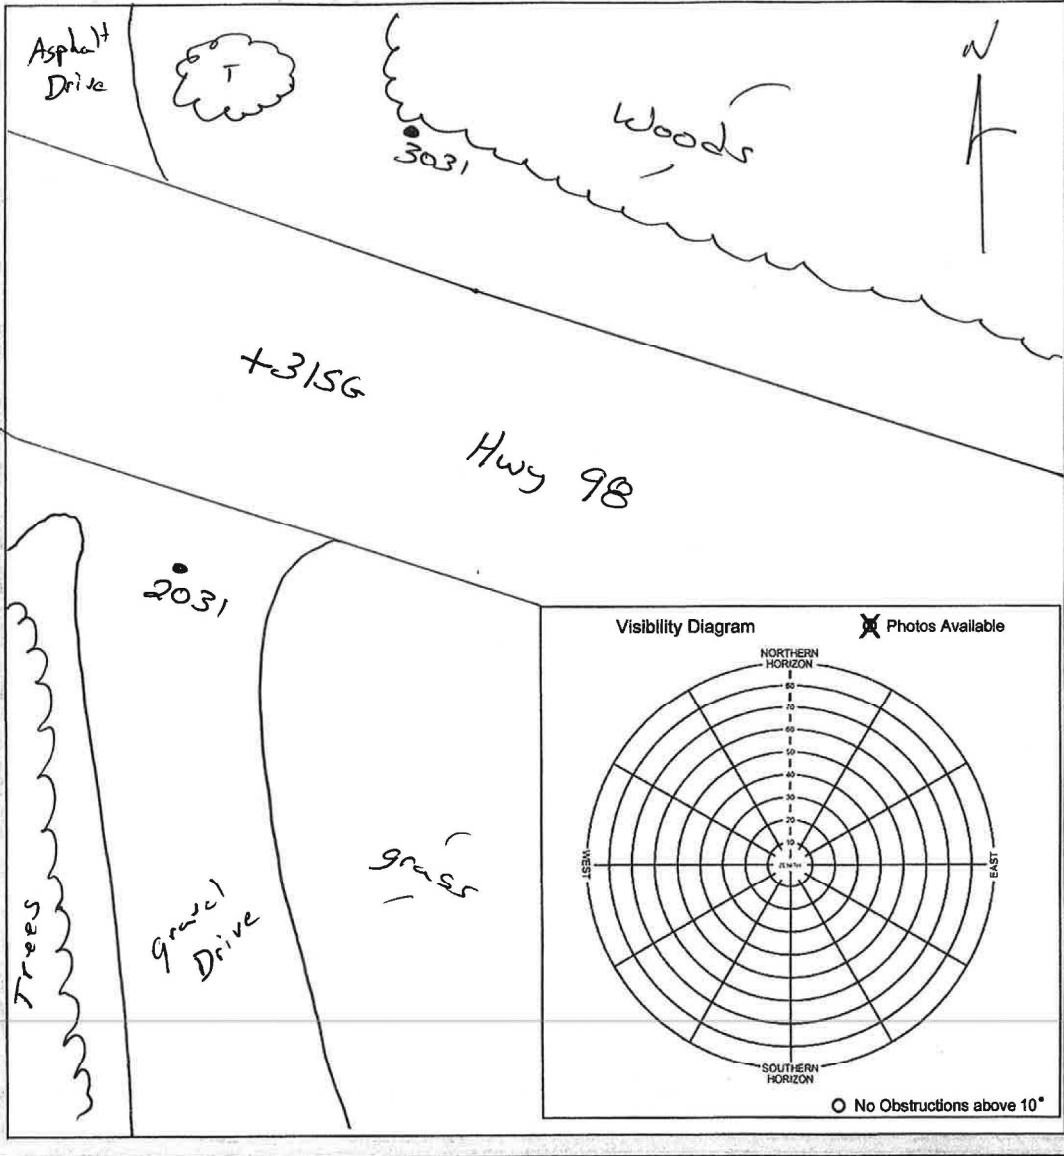 Asphalt
Drive
T
Woods
N
3031
+315G
Hwy 98
2031
Trees
gravel
Drive
grass
Visibility Diagram
Photos Available
NORTHERN
HORIZON
80
70
60
50
40
30
20
10
ZENITH
WEST
EAST
SOUTHERN
HORIZON
No Obstructions above 10°